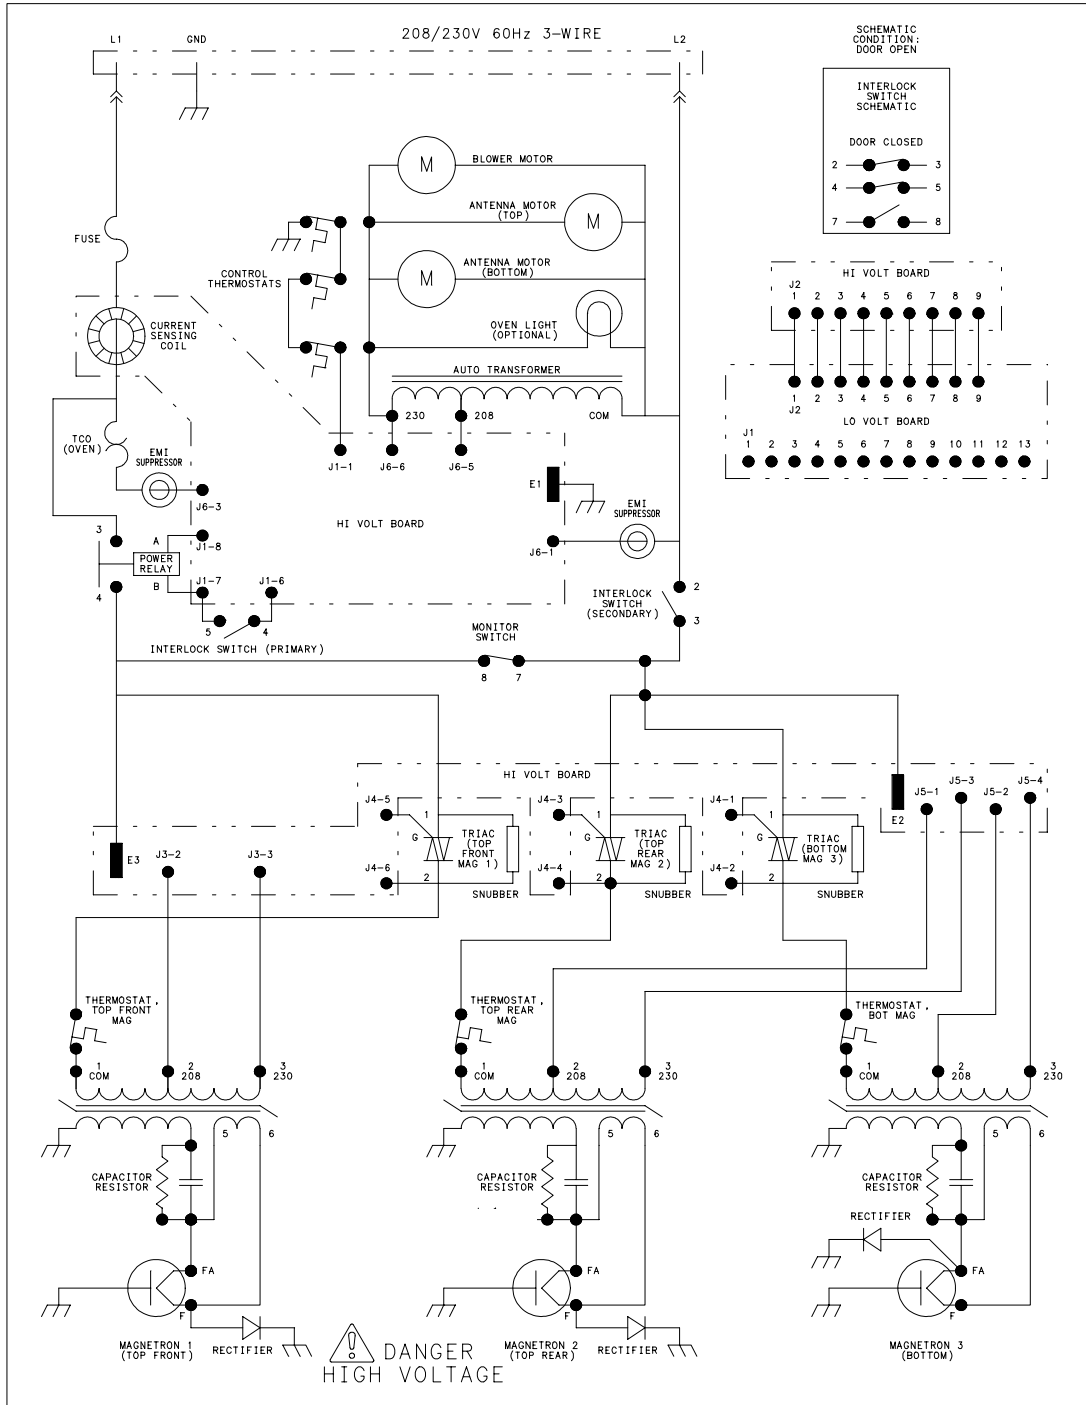 208/230V 60Hz 3-WIRE
L1
GND
L2
SCHEMATIC
CONDITION:
DOOR OPEN
INTERLOCK
SWITCH
SCHEMATIC
DOOR CLOSED
2 3
4 5
7 8
M
BLOWER MOTOR
ANTENNA MOTOR
(TOP)
M
M
ANTENNA MOTOR
(BOTTOM)
FUSE
CONTROL
THERMOSTATS
OVEN LIGHT
(OPTIONAL)
CURRENT
SENSING
COIL
AUTO TRANSFORMER
230
208
COM
HI VOLT BOARD
J2
1 2 3 4 5 6 7 8 9
1 2 3 4 5 6 7 8 9
J2
LO VOLT BOARD
J1
1 2 3 4 5 6 7 8 9 10 11 12 13
TCO
(OVEN)
EMI
SUPPRESSOR
J1-1
J6-6
J6-5
E1
J6-3
HI VOLT BOARD
EMI
SUPPRESSOR
J6-1
3
A
J1-8
POWER
RELAY
B
4
J1-7
J1-6
5
4
INTERLOCK SWITCH (PRIMARY)
INTERLOCK
SWITCH
(SECONDARY)
2
3
MONITOR
SWITCH
8
7
HI VOLT BOARD
J4-5
1
G
TRIAC
(TOP
FRONT
MAG 1)
J4-6
2
SNUBBER
J4-3
1
G
TRIAC
(TOP
REAR
MAG 2)
J4-4
2
SNUBBER
J4-1
1
G
TRIAC
(BOTTOM
MAG 3)
J4-2
2
SNUBBER
E2
J5-1
J5-3
J5-2
J5-4
E3
J3-2
J3-3
THERMOSTAT,
TOP FRONT
MAG
1
COM
2
208
3
230
5
6
CAPACITOR
RESISTOR
FA
F
MAGNETRON 1
(TOP FRONT)
RECTIFIER
THERMOSTAT,
TOP REAR
MAG
1
COM
2
208
3
230
5
6
CAPACITOR
RESISTOR
FA
F
MAGNETRON 2
(TOP REAR)
RECTIFIER
THERMOSTAT,
BOT MAG
1
COM
2
208
3
230
5
6
CAPACITOR
RESISTOR
RECTIFIER
FA
F
MAGNETRON 3
(BOTTOM)
! DANGER
HIGH VOLTAGE